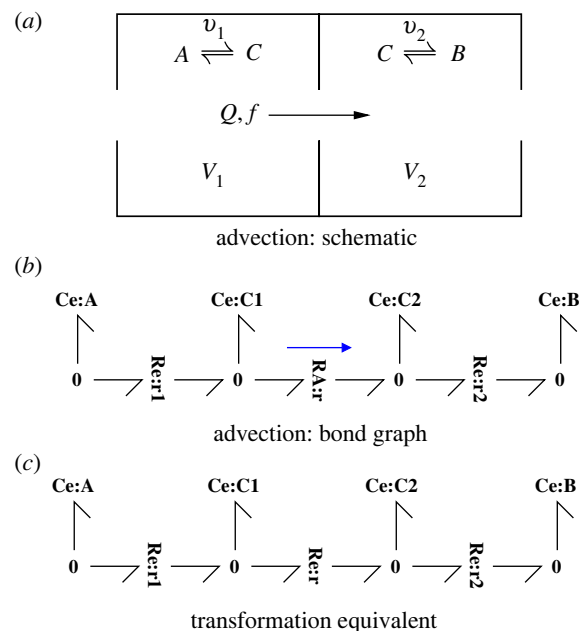 (a)
υ1 υ2
A ⇌ C C ⇌ B
Q, f
V1 V2
advection: schematic
(b)
Ce:A Ce:C1 Ce:C2 Ce:B
0 Re:r1 0 RA:r 0 Re:r2 0
advection: bond graph
(c)
Ce:A Ce:C1 Ce:C2 Ce:B
0 Re:r1 0 Re:r 0 Re:r2 0
transformation equivalent